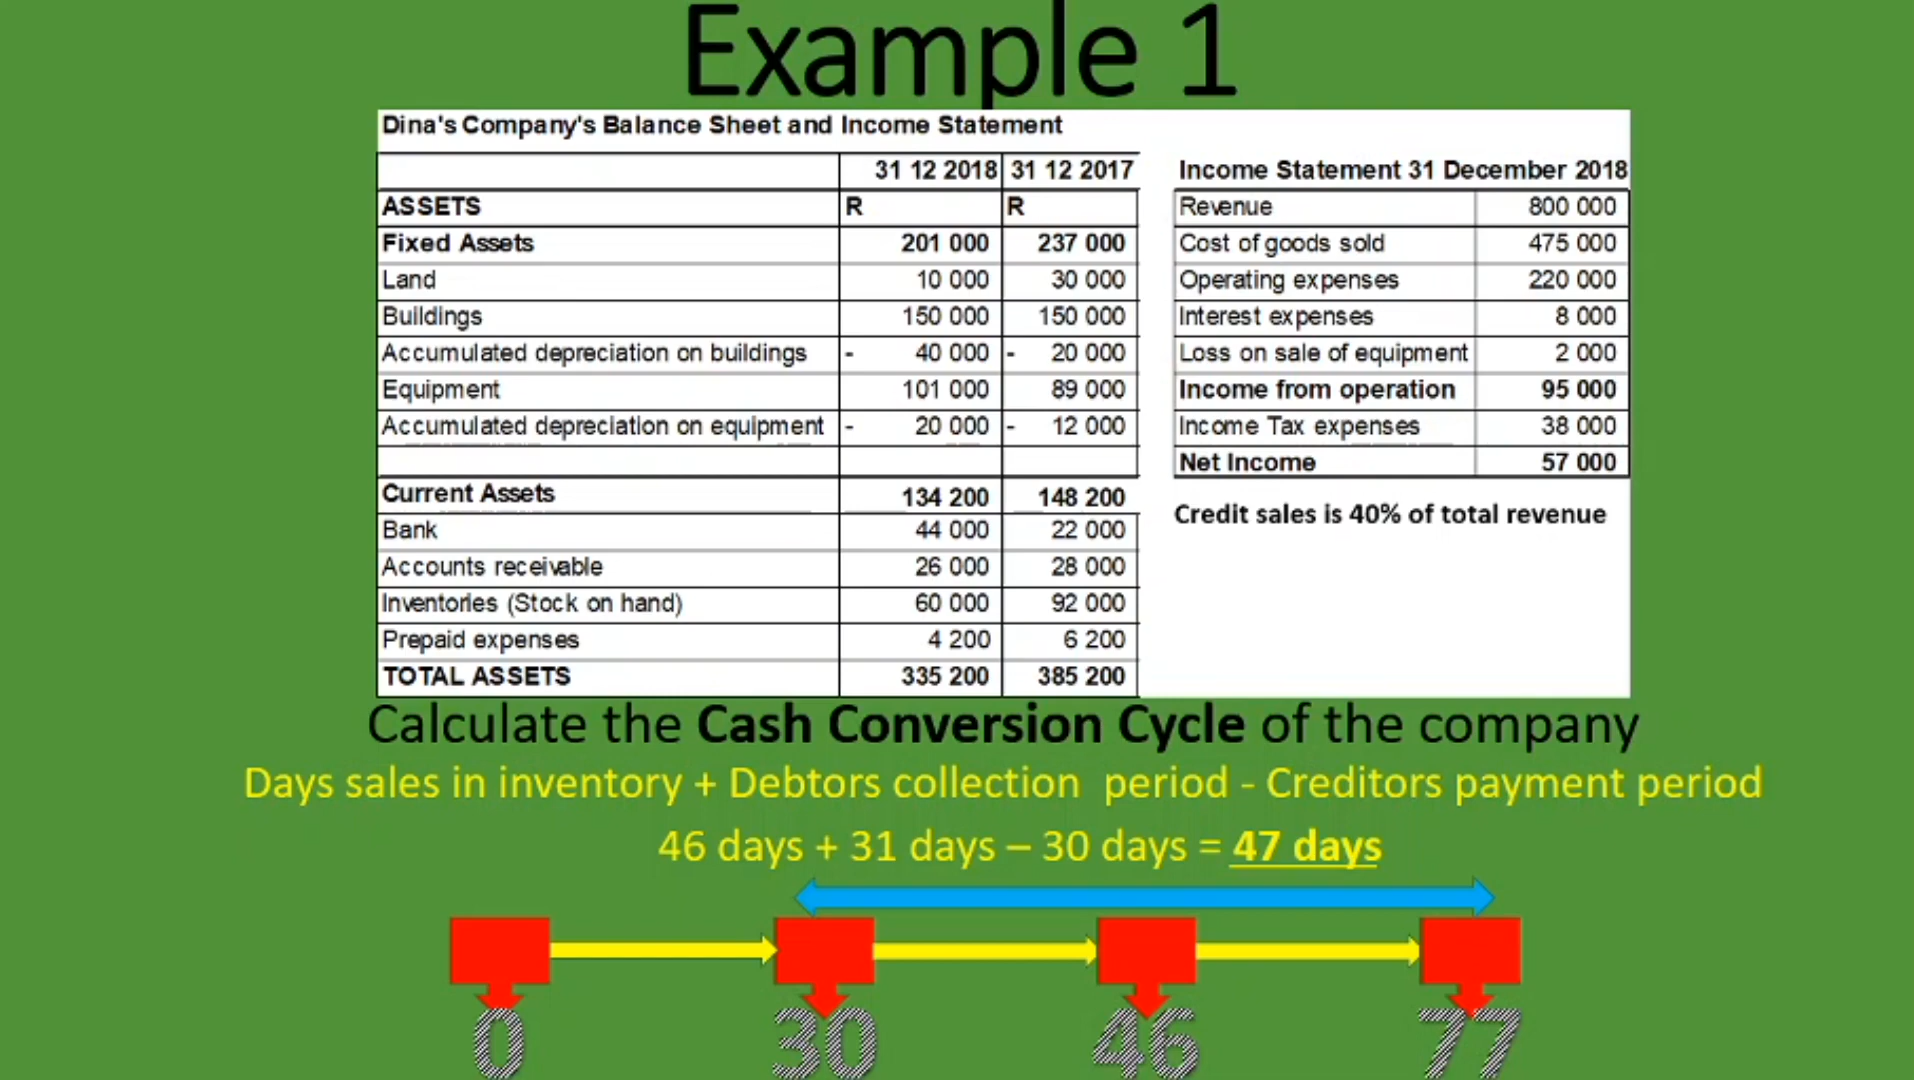 Example 1
Dina's Company's Balance Sheet and Income Statement
31 12 2018 31 12 2017
ASSETS R R
Fixed Assets 201 000 237 000
Land 10 000 30 000
Buildings 150 000 150 000
Accumulated depreciation on buildings - 40 000 - 20 000
Equipment 101 000 89 000
Accumulated depreciation on equipment - 20 000 - 12 000
Current Assets 134 200 148 200
Bank 44 000 22 000
Accounts receivable 26 000 28 000
Inventories (Stock on hand) 60 000 92 000
Prepaid expenses 4 200 6 200
TOTAL ASSETS 335 200 385 200
Income Statement 31 December 2018
Revenue 800 000
Cost of goods sold 475 000
Operating expenses 220 000
Interest expenses 8 000
Loss on sale of equipment 2 000
Income from operation 95 000
Income Tax expenses 38 000
Net Income 57 000
Credit sales is 40% of total revenue
Calculate the Cash Conversion Cycle of the company
Days sales in inventory + Debtors collection period - Creditors payment period
46 days + 31 days – 30 days = 47 days
0 30 46 77